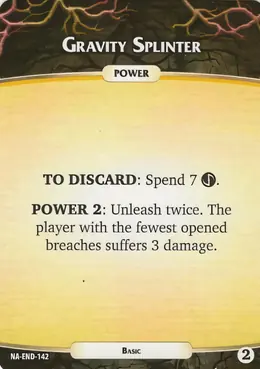 GRAVITY SPLINTER
POWER
TO DISCARD: Spend 7 .
POWER 2: Unleash twice. The
player with the fewest opened
breaches suffers 3 damage.
NA-END-142
BASIC
2